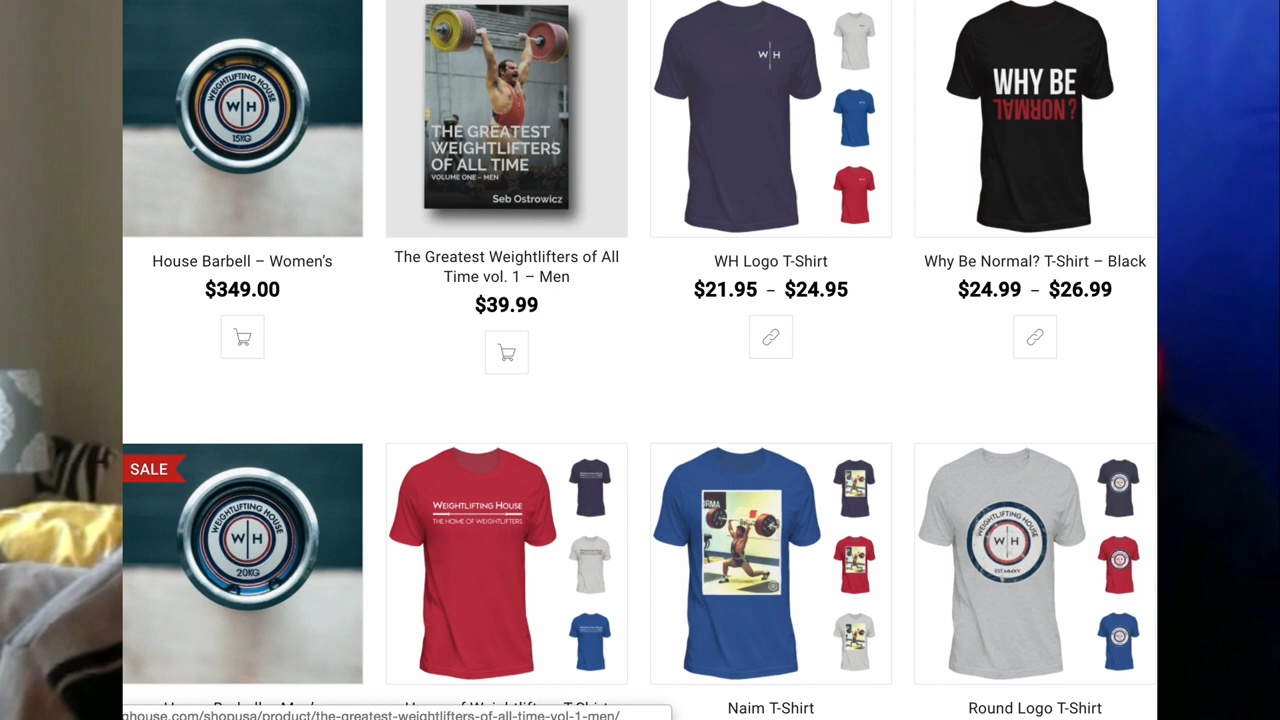 WEIGHTLIFTING HOUSE
W H
15KG
THE GREATEST
WEIGHTLIFTERS
OF ALL TIME
VOLUME ONE – MEN
Seb Ostrowicz
W H
WHY BE
NORMAL?
House Barbell – Women's
$349.00
The Greatest Weightlifters of All
Time vol. 1 – Men
$39.99
WH Logo T-Shirt
$21.95 – $24.95
Why Be Normal? T-Shirt – Black
$24.99 – $26.99
SALE
WEIGHTLIFTING HOUSE
W H
20KG
WEIGHTLIFTING HOUSE
THE HOME OF WEIGHTLIFTERS
ARMA
WEIGHTLIFTING HOUSE
W H
EST MMXV
Naim T-Shirt
Round Logo T-Shirt
ghouse.com/shopusa/product/the-greatest-weightlifters-of-all-time-vol-1-men/